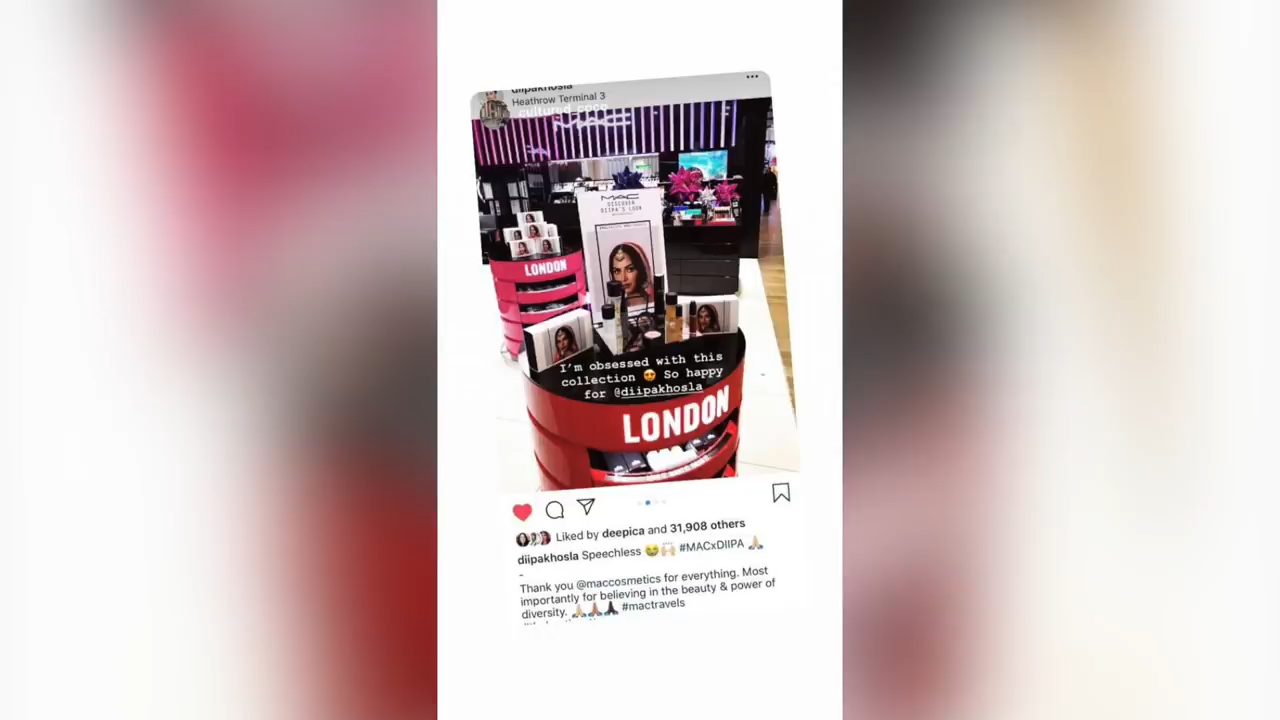 diipakhosla
Heathrow Terminal 3
MAC
MAC
DISCOVER
DIIPA'S LOOK
LONDON
I'm obsessed with this
collection 😍 So happy
for @diipakhosla
LONDON
Liked by deepica and 31,908 others
diipakhosla Speechless 😭🙌🏻 #MACxDIIPA 🙏🏼
-
Thank you @maccosmetics for everything. Most
importantly for believing in the beauty & power of
diversity. 🙏🏼🙏🏽🙏🏿 #mactravels